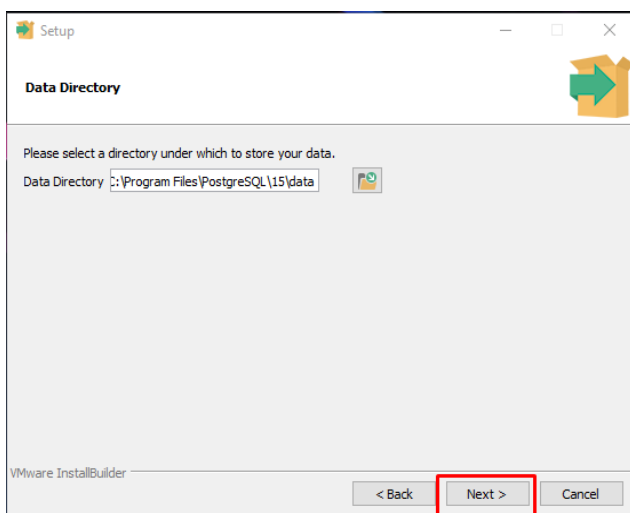 Setup
Data Directory
Please select a directory under which to store your data.
Data Directory C:\Program Files\PostgreSQL\15\data
VMware InstallBuilder
< Back Next > Cancel